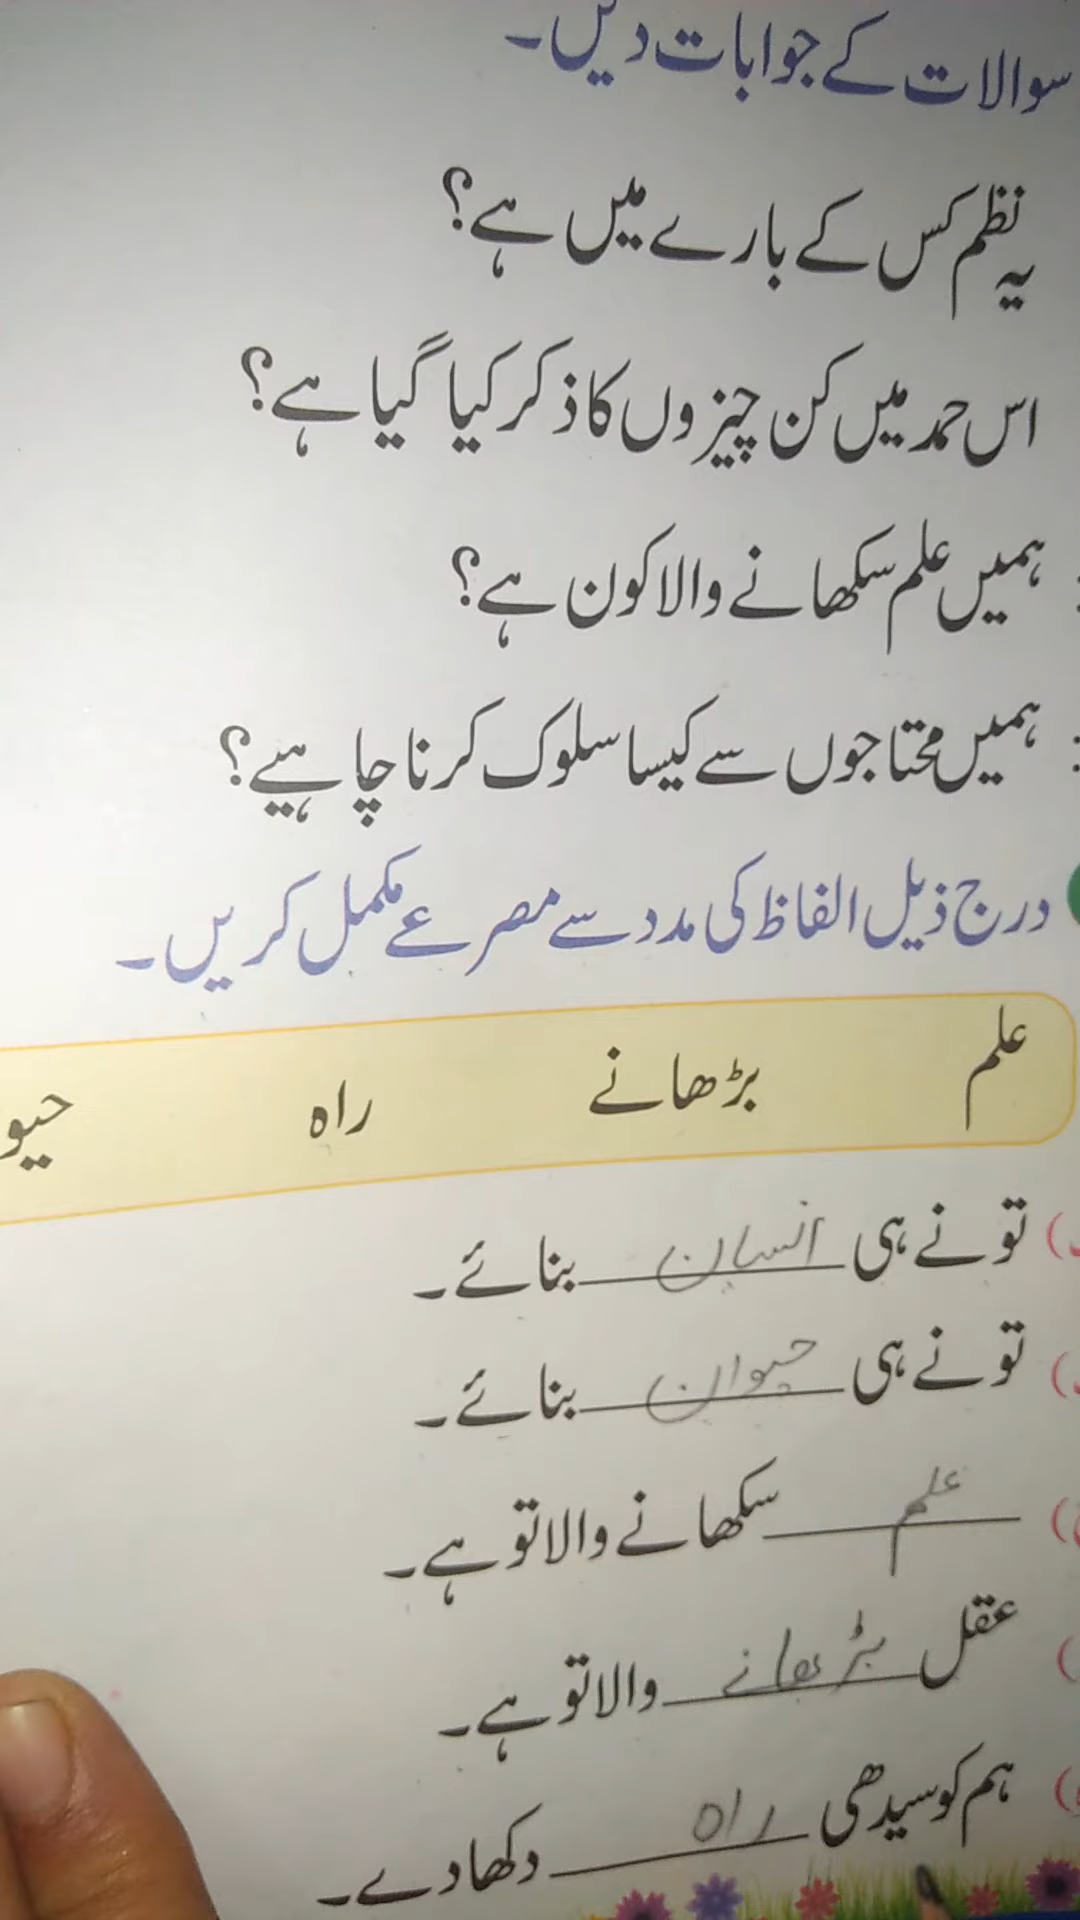 سوالات کے جوابات دیں۔
یہ نظم کس کے بارے میں ہے؟
اس حمد میں کن چیزوں کا ذکر کیا گیا ہے؟
ہمیں علم سکھانے والا کون ہے؟
ہمیں محتاجوں سے کیسا سلوک کرنا چاہیے؟
درج ذیل الفاظ کی مدد سے مصرعے مکمل کریں۔
علم بڑھانے راہ حیو
تو نے ہی انسان بنائے۔
تو نے ہی حیوان بنائے۔
علم سکھانے والا تو ہے۔
عقل بڑھانے والا تو ہے۔
ہم کو سیدھی راہ دکھا دے۔